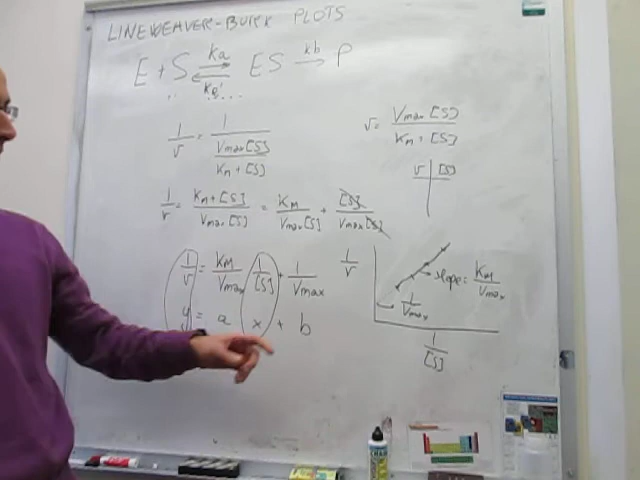 LINEWEAVER-BURK PLOTS
E + S ⇌ ES → P
ka
ka'
kb
1/v = 1/(Vmax[S]/(KM + [S]))
v = Vmax[S]/(KM + [S])
v | [S]
1/v = (KM + [S])/(Vmax[S]) = KM/(Vmax[S]) + [S]/(Vmax[S])
1/v = KM/Vmax 1/[S] + 1/Vmax
y = a x + b
1/v
slope = KM/Vmax
1/Vmax
1/[S]